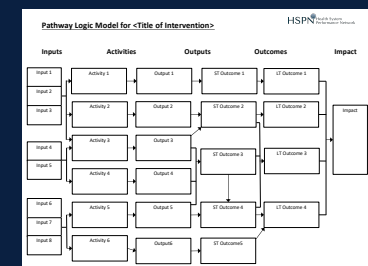 Pathway Logic Model for <Title of Intervention>
HSPN Health System
Performance Network
Inputs Activities Outputs Outcomes Impact
Input 1
Input 2
Input 3
Input 4
Input 5
Input 6
Input 7
Input 8
Activity 1
Activity 2
Activity 3
Activity 4
Activity 5
Activity 6
Output 1
Output 2
Output 3
Output 4
Output 5
Output6
ST Outcome 1
ST Outcome 2
ST Outcome 3
ST Outcome 4
ST Outcome5
LT Outcome 1
LT Outcome 2
LT Outcome 3
LT Outcome 4
Impact